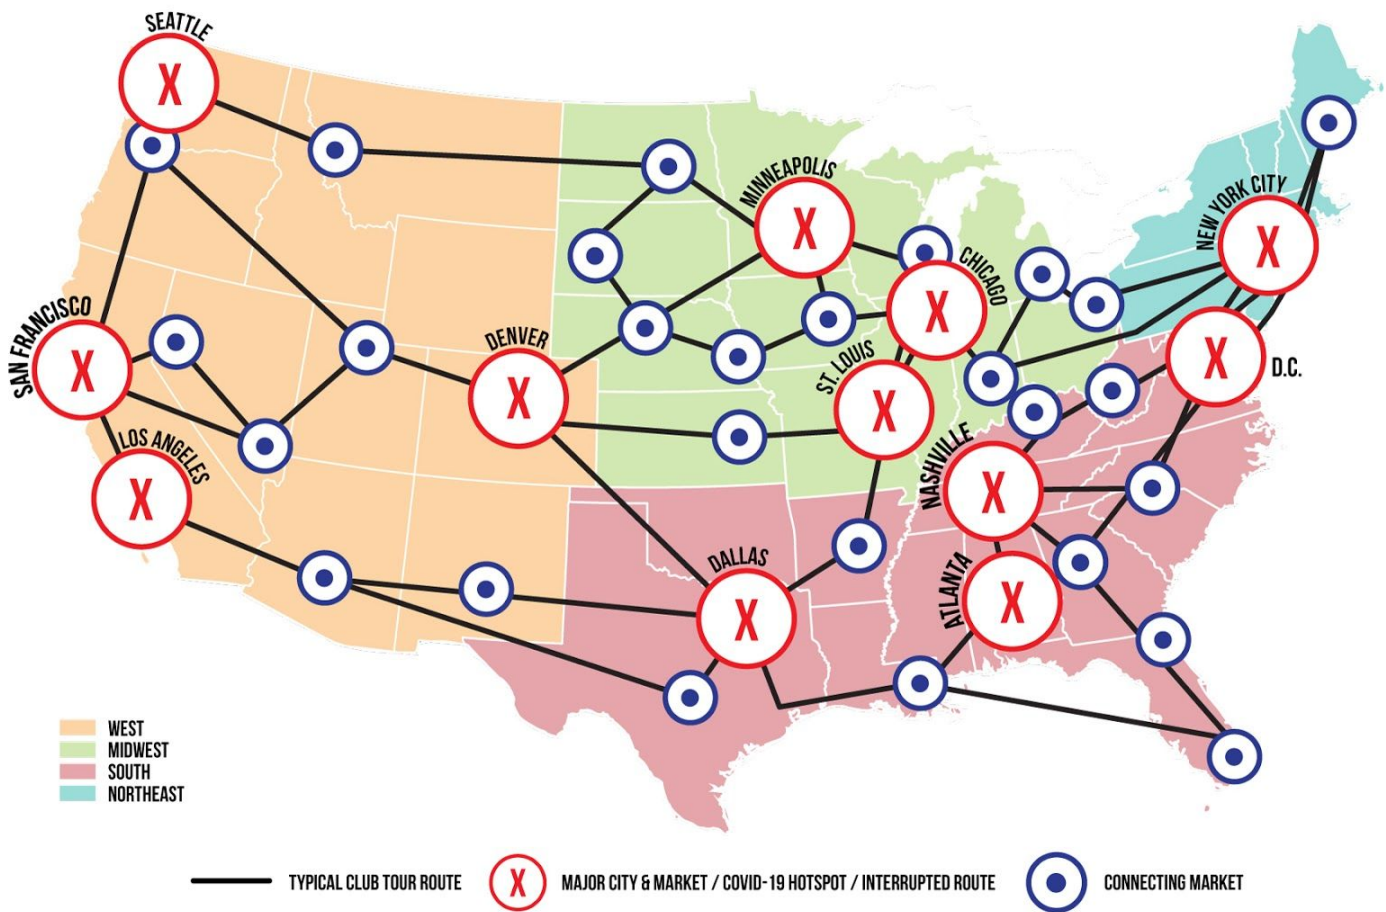 SEATTLE
X
MINNEAPOLIS
X
NEW YORK CITY
X
CHICAGO
X
SAN FRANCISCO
X
DENVER
X
ST. LOUIS
X
D.C.
X
LOS ANGELES
X
NASHVILLE
X
DALLAS
X
ATLANTA
X
WEST
MIDWEST
SOUTH
NORTHEAST
TYPICAL CLUB TOUR ROUTE
X
MAJOR CITY & MARKET / COVID-19 HOTSPOT / INTERRUPTED ROUTE
CONNECTING MARKET